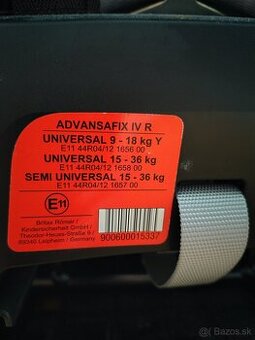 ADVANSAFIX IV R
UNIVERSAL 9 - 18 kg Y
E11 44R04/12 1656 00
UNIVERSAL 15 - 36 kg
E11 44R04/12 1658 00
SEMI UNIVERSAL 15 - 36 kg
E11 44R04/12 1657 00
E11
Britax Römer /
Kindersicherheit GmbH /
Theodor-Heuss-Straße 9 /
89340 Leipheim / Germany
900600015337
bazos.sk